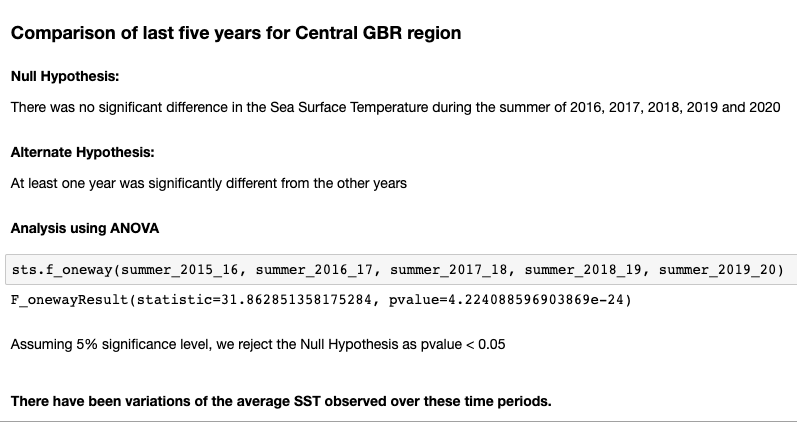 Comparison of last five years for Central GBR region
Null Hypothesis:
There was no significant difference in the Sea Surface Temperature during the summer of 2016, 2017, 2018, 2019 and 2020
Alternate Hypothesis:
At least one year was significantly different from the other years
Analysis using ANOVA
sts.f_oneway(summer_2015_16, summer_2016_17, summer_2017_18, summer_2018_19, summer_2019_20)
F_onewayResult(statistic=31.862851358175284, pvalue=4.224088596903869e-24)
Assuming 5% significance level, we reject the Null Hypothesis as pvalue < 0.05
There have been variations of the average SST observed over these time periods.